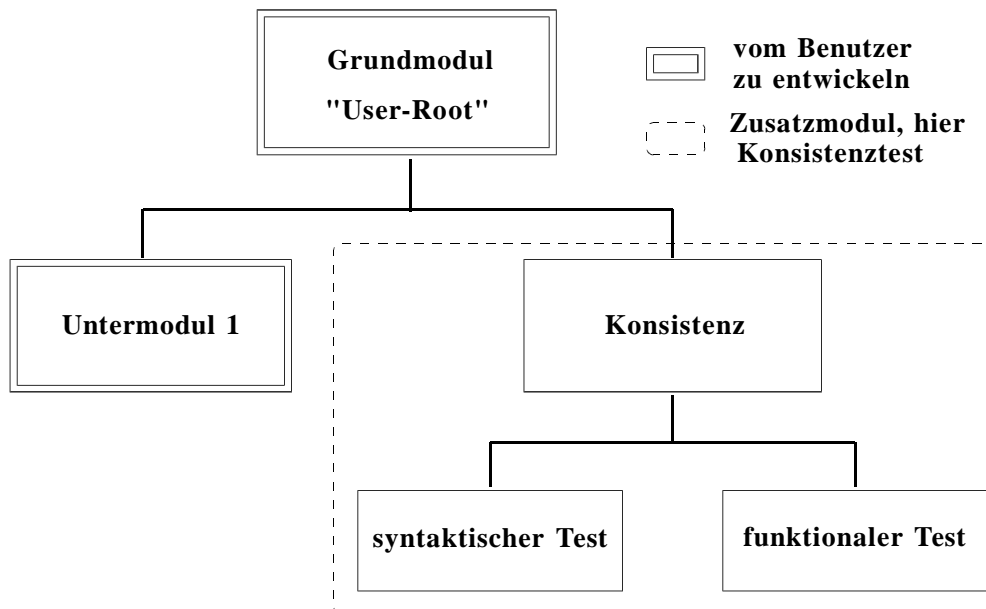 Grundmodul
"User-Root"
vom Benutzer
zu entwickeln
Zusatzmodul, hier
Konsistenztest
Untermodul 1
Konsistenz
syntaktischer Test
funktionaler Test